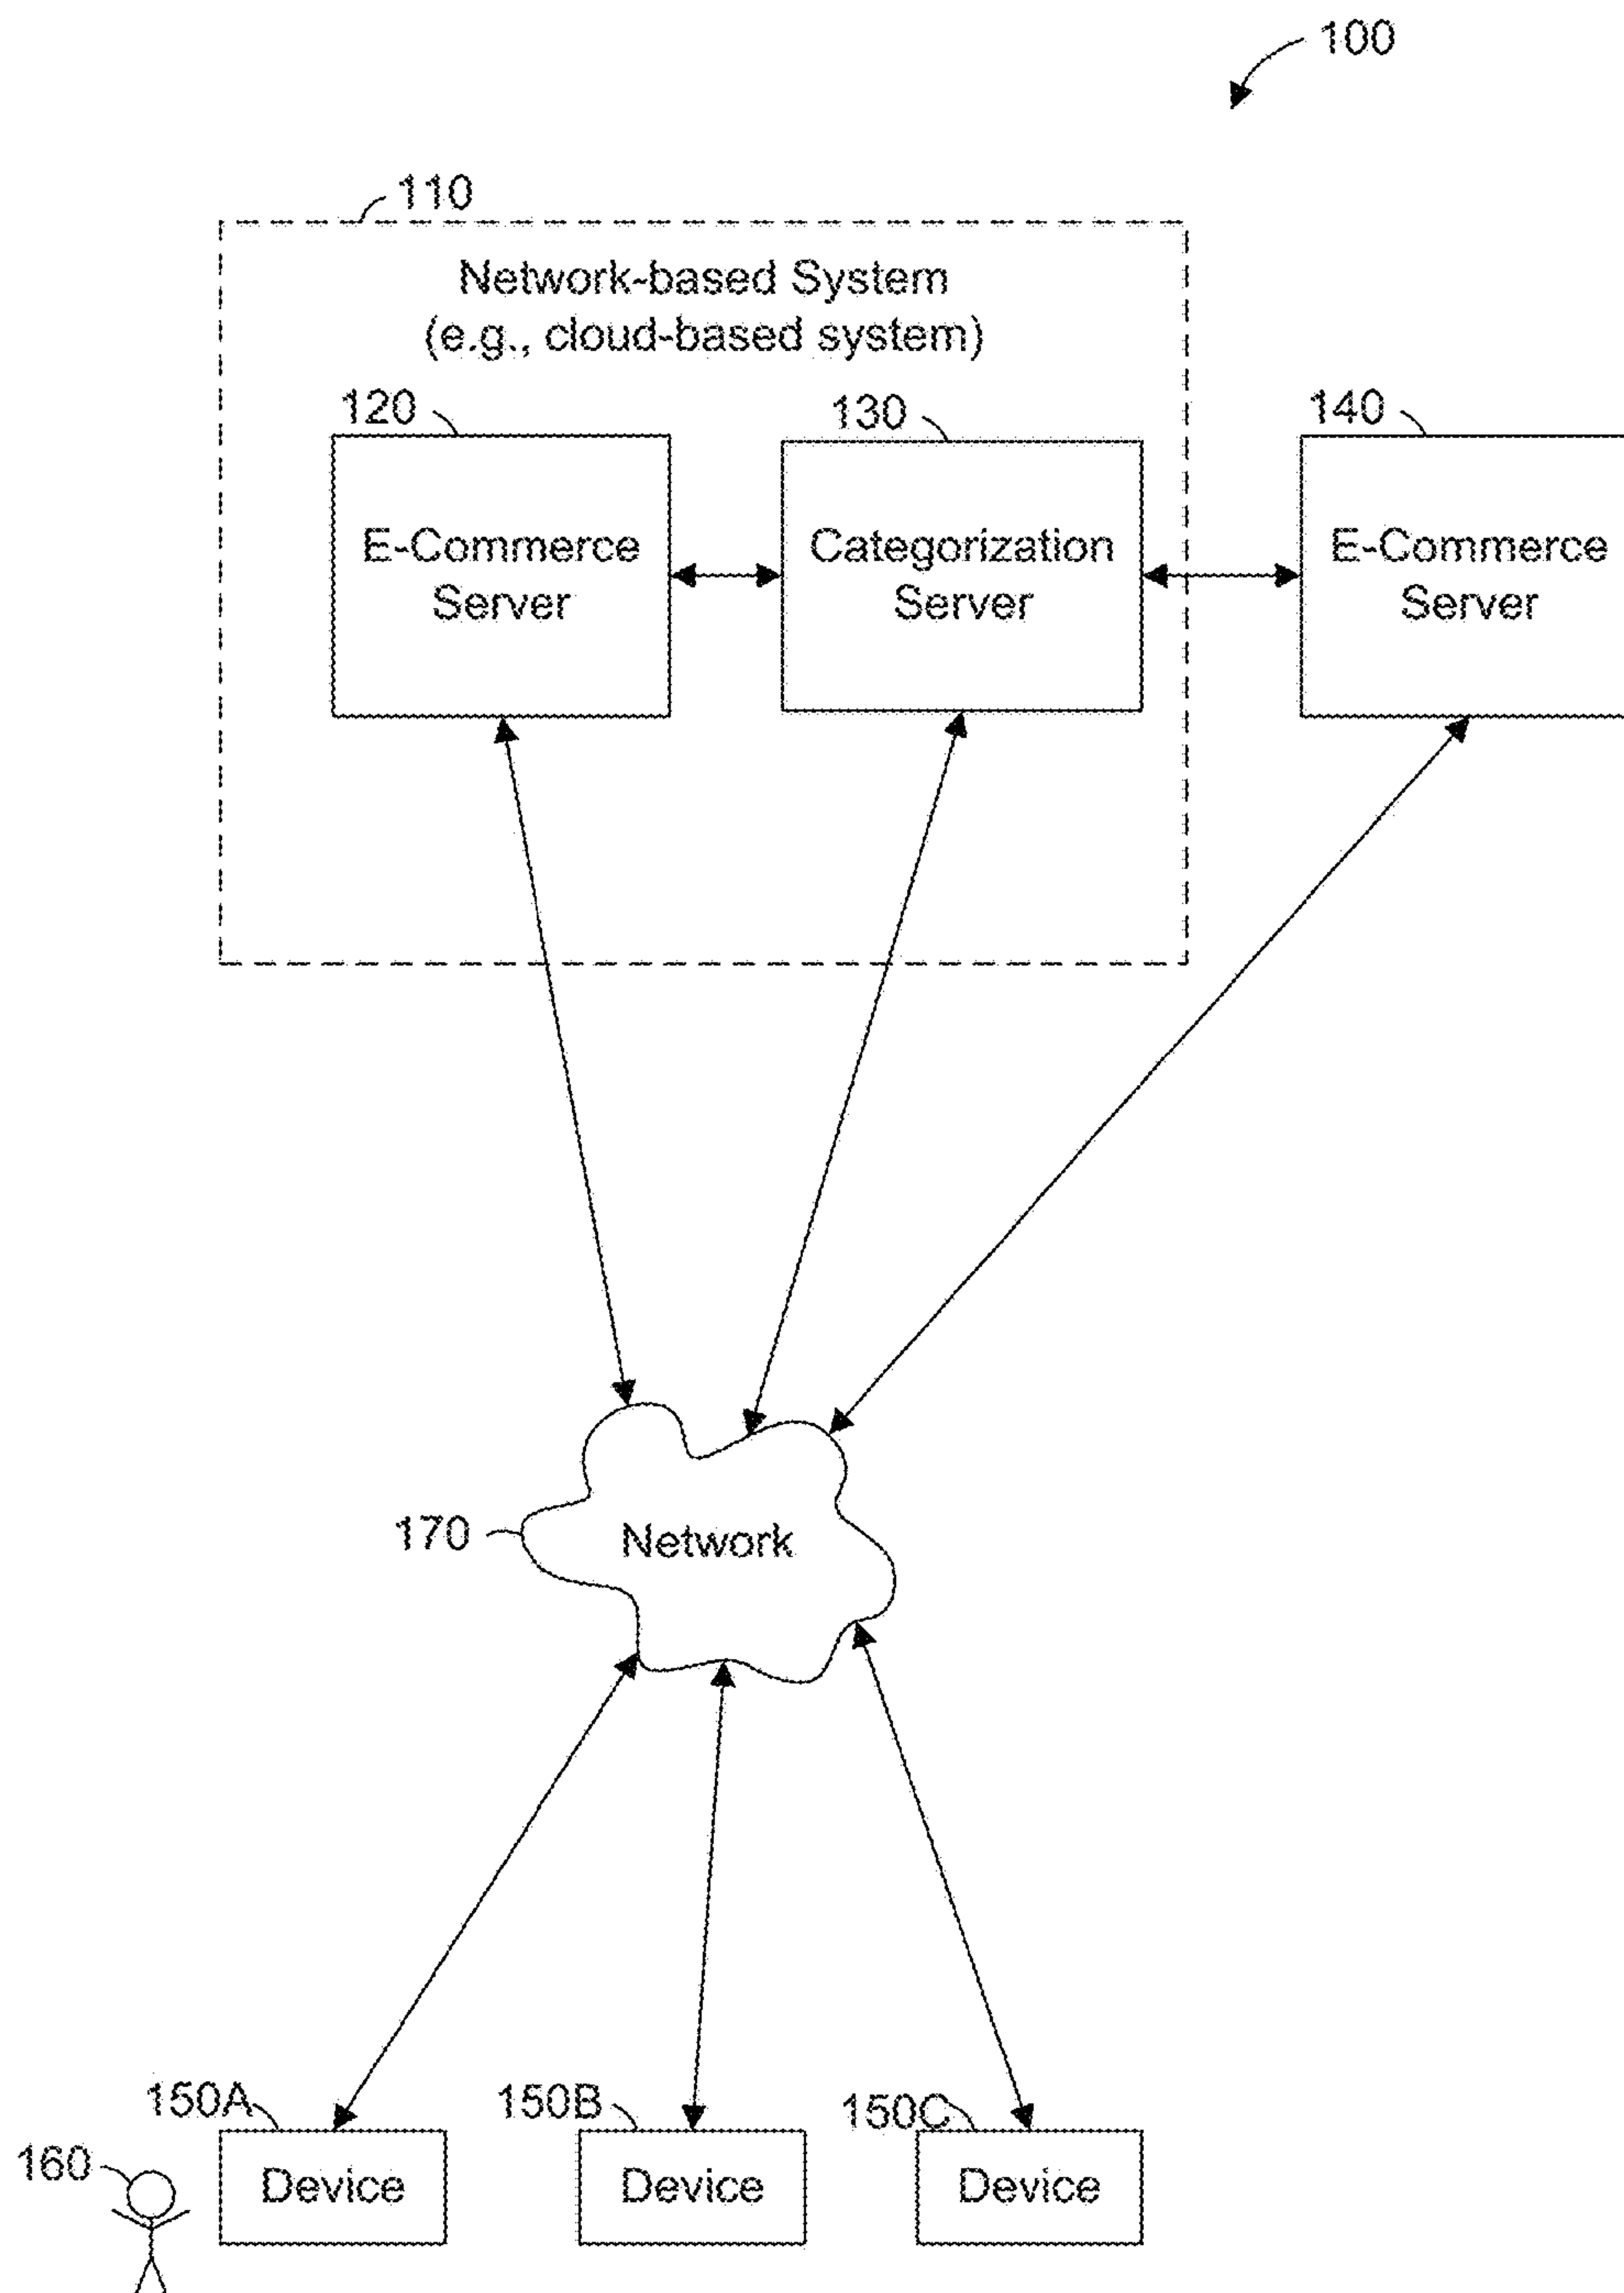 100
110
Network-based System
(e.g., cloud-based system)
120
130
140
E-Commerce
Server
Categorization
Server
E-Commerce
Server
170
Network
150A
150B
150C
160
Device
Device
Device